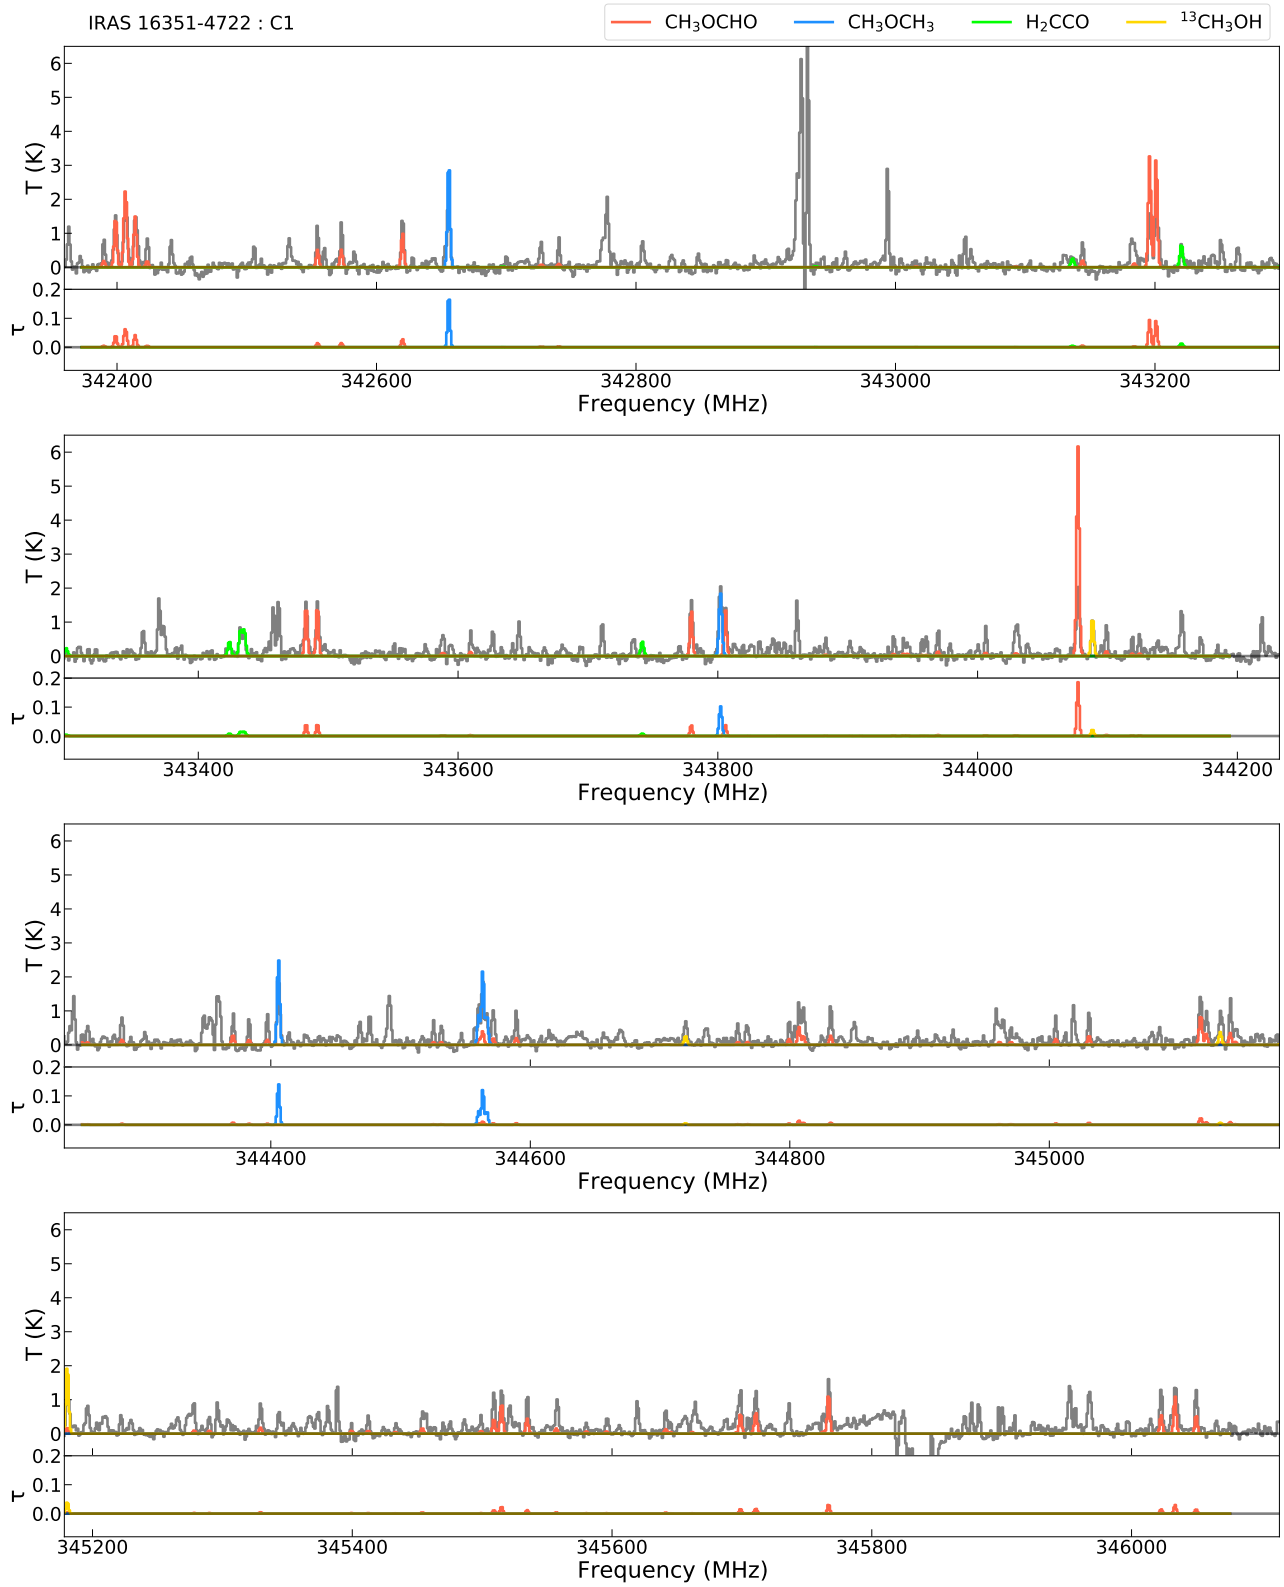 IRAS 16351-4722 : C1
CH₃OCHO CH₃OCH₃ H₂CCO ¹³CH₃OH
6
5
4
3
2
1
0
T (K)
0.2
0.1
0.0
τ
342400 342600 342800 343000 343200
Frequency (MHz)
6
5
4
3
2
1
0
T (K)
0.2
0.1
0.0
τ
343400 343600 343800 344000 344200
Frequency (MHz)
6
5
4
3
2
1
0
T (K)
0.2
0.1
0.0
τ
344400 344600 344800 345000
Frequency (MHz)
6
5
4
3
2
1
0
T (K)
0.2
0.1
0.0
τ
345200 345400 345600 345800 346000
Frequency (MHz)